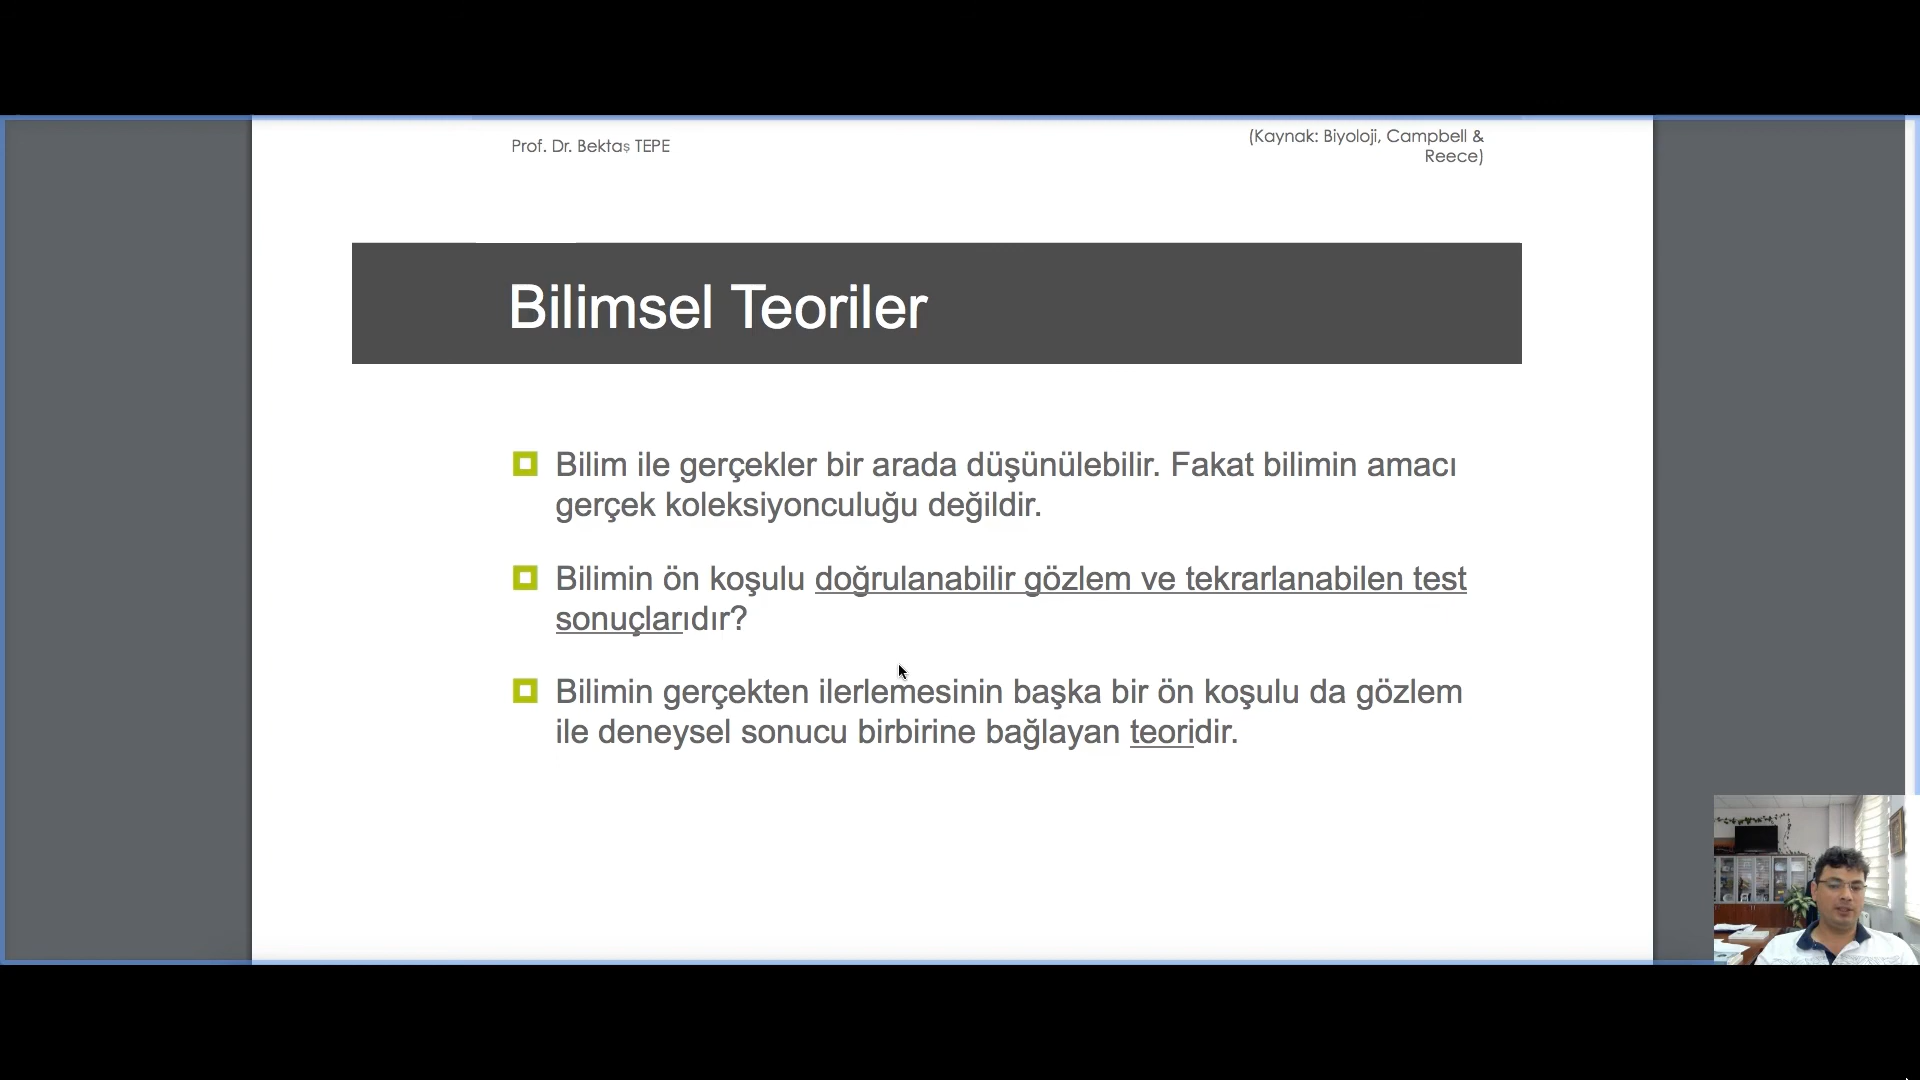 Prof. Dr. Bektaş TEPE
(Kaynak: Biyoloji, Campbell &
Reece)
Bilimsel Teoriler
Bilim ile gerçekler bir arada düşünülebilir. Fakat bilimin amacı
gerçek koleksiyonculuğu değildir.
Bilimin ön koşulu doğrulanabilir gözlem ve tekrarlanabilen test
sonuçlarıdır?
Bilimin gerçekten ilerlemesinin başka bir ön koşulu da gözlem
ile deneysel sonucu birbirine bağlayan teoridir.